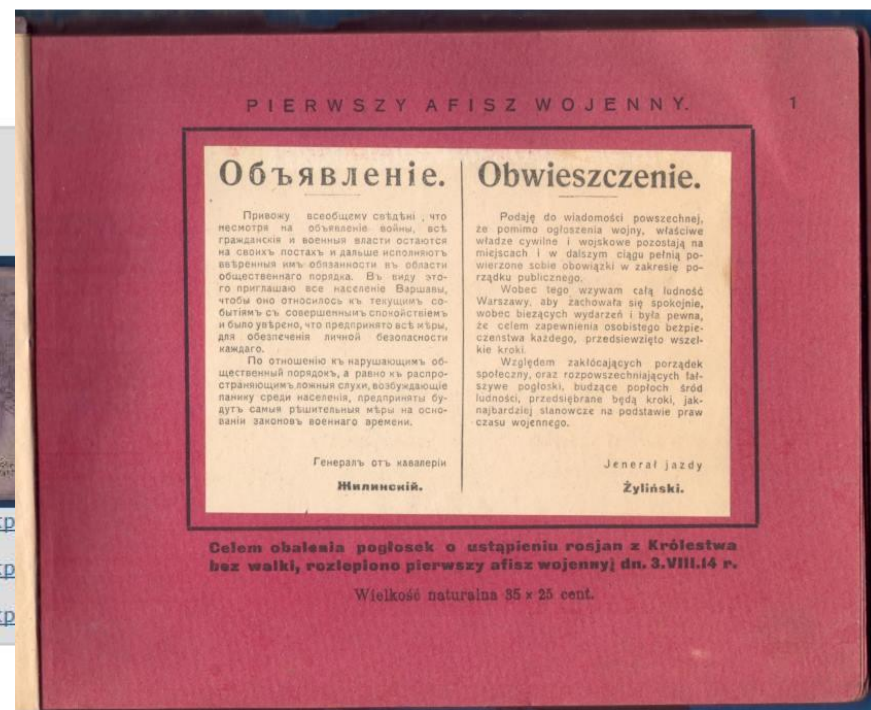 PIERWSZY AFISZ WOJENNY.
1
Объявленіе.
Привожу всеобщему свѣдѣні , что
несмотря на объявленіе войны, всѣ
гражданскія и военныя власти остаются
на своихъ постахъ и дальше исполняютъ
ввѣренныя имъ обязанности въ области
общественнаго порядка. Въ виду это-
го приглашаю все населеніе Варшавы,
чтобы оно относилось къ текущимъ со-
бытіямъ съ совершеннымъ спокойствіемъ
и было увѣрено, что предпринято всѣ мѣры,
для обезпеченія личной безопасности
каждаго.
По отношенію къ нарушающимъ об-
щественный порядокъ, а равно къ распро-
страняющимъ ложныя слухи, возбуждающіе
панику среди населенія, предприняты бу-
дутъ самыя рѣшительныя мѣры на осно-
ваніи законовъ военнаго времени.
Генералъ отъ кавалеріи
Жилинскій.
Obwieszczenie.
Podaję do wiadomości powszechnej,
że pomimo ogłoszenia wojny, właściwe
władze cywilne i wojskowe pozostają na
miejscach i w dalszym ciągu pełnią po-
wierzone sobie obowiązki w zakresie po-
rządku publicznego.
Wobec tego wzywam całą ludność
Warszawy, aby zachowała się spokojnie,
wobec bieżących wydarzeń i była pewna,
że celem zapewnienia osobistego bezpie-
czenstwa każdego, przedsiewzięto wszel-
kie kroki.
Względem zakłócających porządek
społeczny, oraz rozpowszechniających fał-
szywe pogłoski, budzące popłoch śród
ludności, przedsiębrane będą kroki, jak-
najbardziej stanowcze na podstawie praw
czasu wojennego.
Jenerał jazdy
Żyliński.
Celem obalenia pogłosek o ustąpieniu rosjan z Królestwa
bez walki, rozlepiono pierwszy afisz wojenny; dn. 3.VIII.14 r.
Wielkość naturalna 35 x 25 cent.